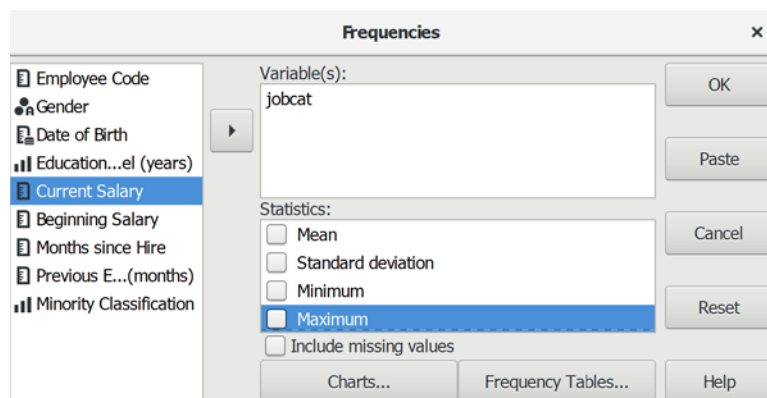 Frequencies
Employee Code
Gender
Date of Birth
Education...el (years)
Current Salary
Beginning Salary
Months since Hire
Previous E...(months)
Minority Classification
Variable(s):
jobcat
Statistics:
Mean
Standard deviation
Minimum
Maximum
Include missing values
Charts...
Frequency Tables...
OK
Paste
Cancel
Reset
Help